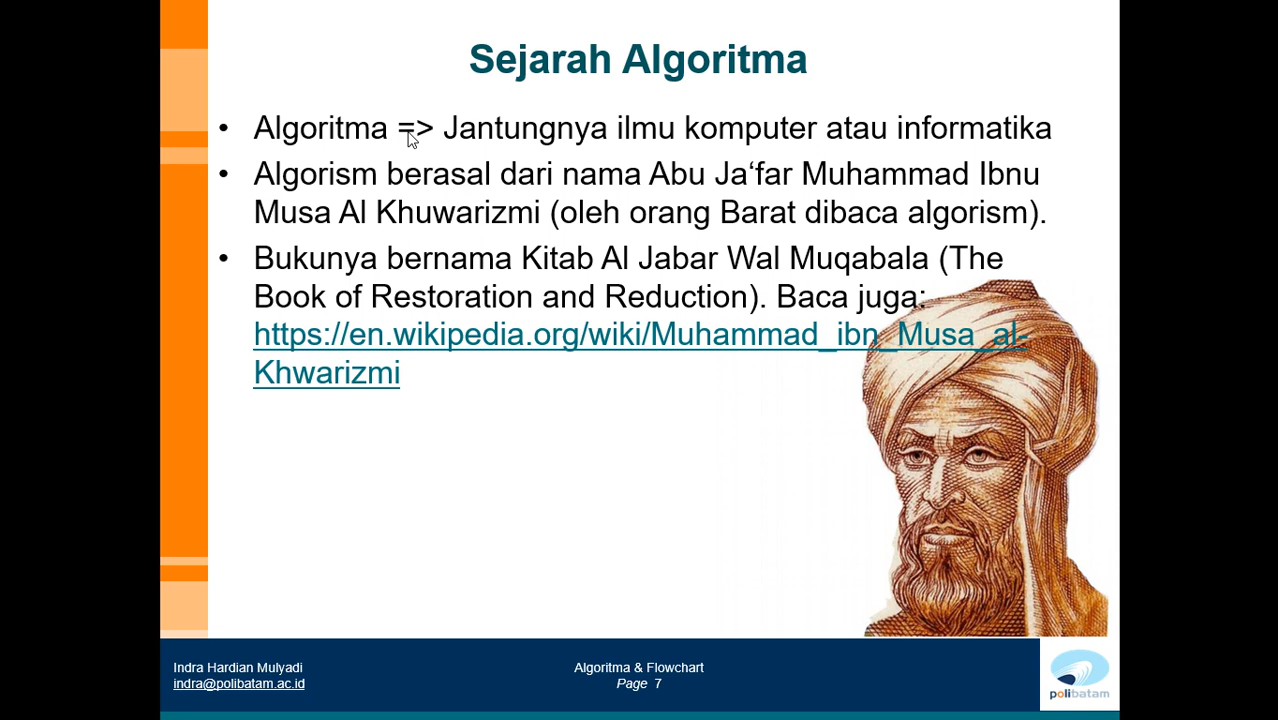 Sejarah Algoritma
• Algoritma => Jantungnya ilmu komputer atau informatika
• Algorism berasal dari nama Abu Ja‘far Muhammad Ibnu
Musa Al Khuwarizmi (oleh orang Barat dibaca algorism).
• Bukunya bernama Kitab Al Jabar Wal Muqabala (The
Book of Restoration and Reduction). Baca juga:
https://en.wikipedia.org/wiki/Muhammad_ibn_Musa_al-
Khwarizmi
Indra Hardian Mulyadi
indra@polibatam.ac.id
Algoritma & Flowchart
Page 7
polibatam